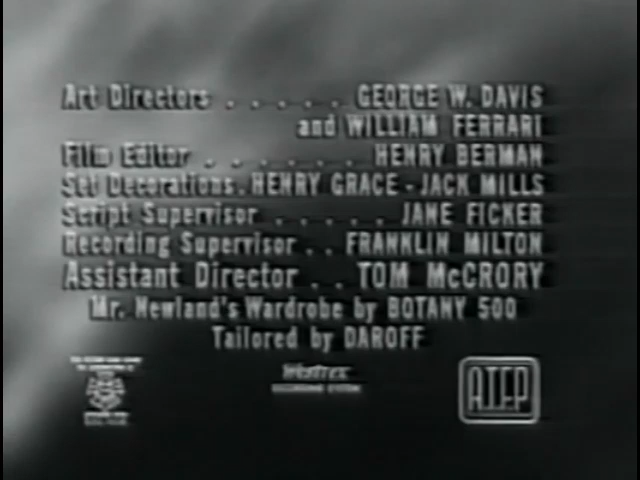 Art Directors . . . . . GEORGE W. DAVIS
and WILLIAM FERRARI
Film Editor . . . . . . . HENRY BERMAN
Set Decorations . HENRY GRACE - JACK MILLS
Script Supervisor . . . . . JANE FICKER
Recording Supervisor . . FRANKLIN MILTON
Assistant Director . . TOM McCRORY
Mr. Newland's Wardrobe by BOTANY 500
Tailored by DAROFF
Westrex
RECORDING SYSTEM
ATFP